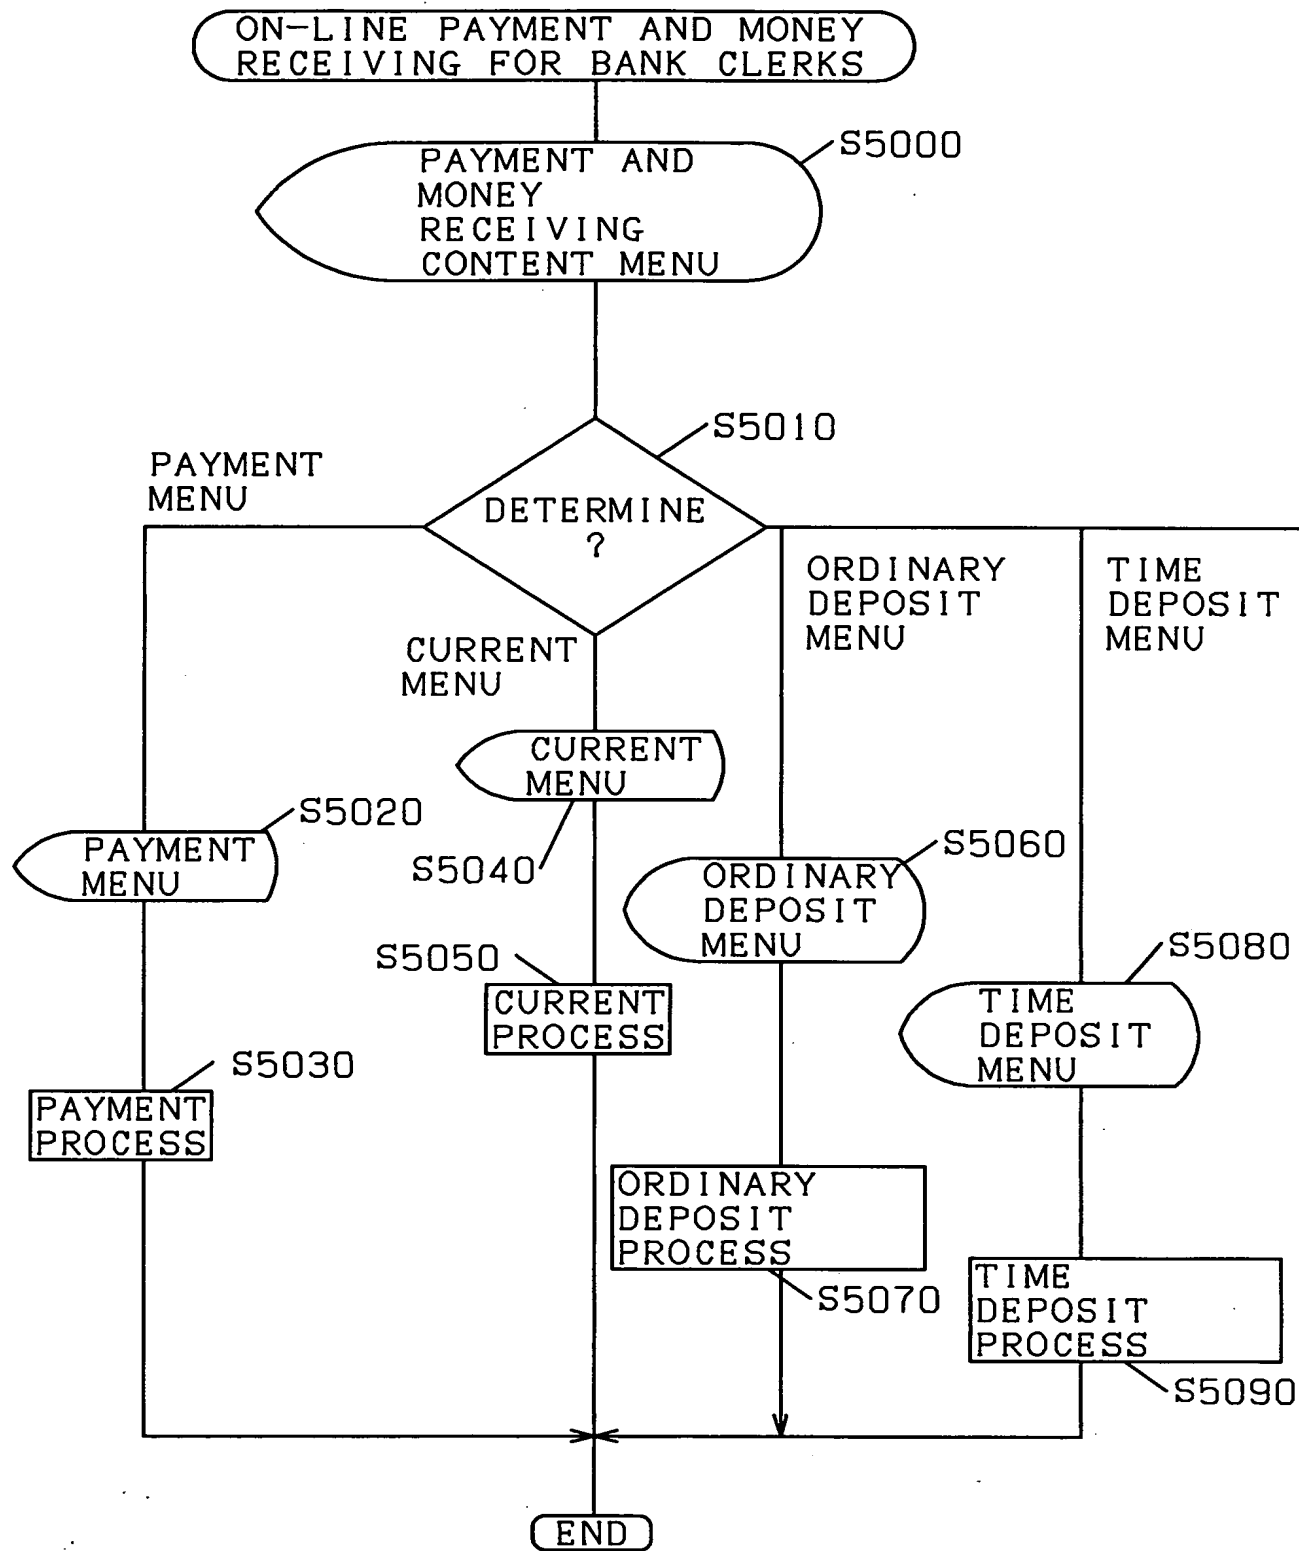 ON-LINE PAYMENT AND MONEY
RECEIVING FOR BANK CLERKS
S5000
PAYMENT AND
MONEY
RECEIVING
CONTENT MENU
S5010
DETERMINE
?
PAYMENT
MENU
CURRENT
MENU
ORDINARY
DEPOSIT
MENU
TIME
DEPOSIT
MENU
CURRENT
MENU
S5040
S5020
PAYMENT
MENU
S5060
ORDINARY
DEPOSIT
MENU
S5050
CURRENT
PROCESS
S5080
TIME
DEPOSIT
MENU
S5030
PAYMENT
PROCESS
ORDINARY
DEPOSIT
PROCESS
S5070
TIME
DEPOSIT
PROCESS
S5090
END